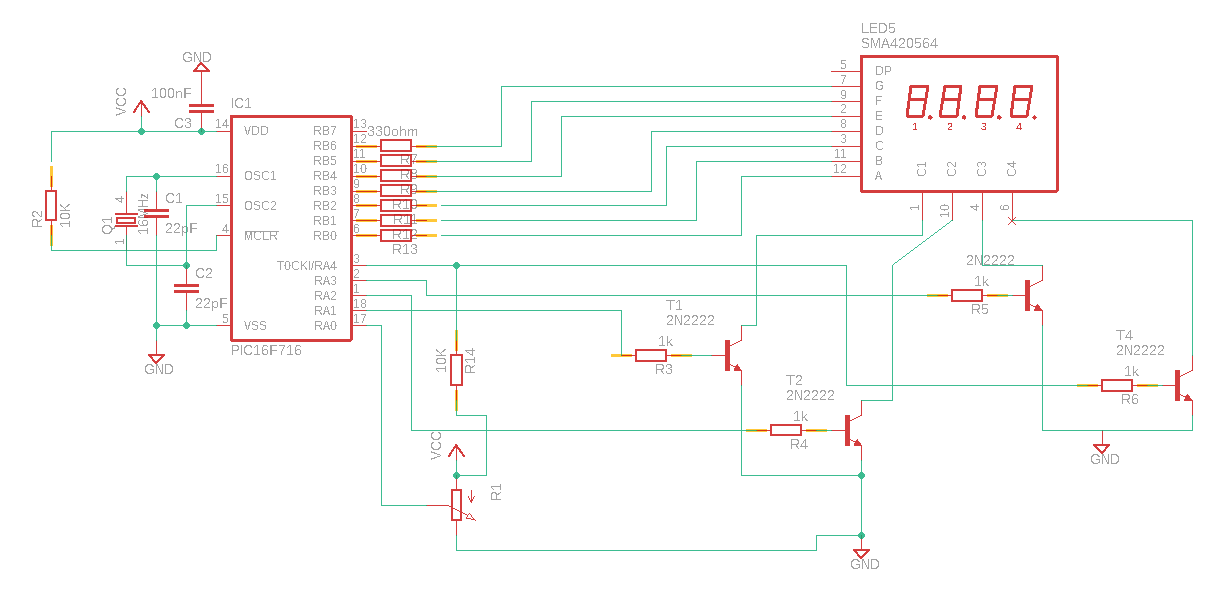 LED5
SMA420564
5
DP
7
G
9
F
2
E
8
D
3
C
11
B
12
A
1
2
3
4
C1
C2
C3
C4
1
10
4
6
GND
VCC
100nF
C3
IC1
14
VDD
RB7
13
330ohm
RB6
12
RB5
11
R7
16
OSC1
RB4
10
R8
RB3
9
R9
15
OSC2
RB2
8
R10
RB1
7
R11
4
MCLR
RB0
6
R12
R13
R2
10K
Q1
4
1
16MHz
C1
22pF
T0CKI/RA4
3
C2
RA3
2
22pF
RA2
1
RA1
18
5
VSS
RA0
17
PIC16F716
GND
2N2222
1k
R5
T1
2N2222
1k
R3
T4
2N2222
1k
R6
T2
2N2222
1k
R4
10K
R14
VCC
R1
GND
GND